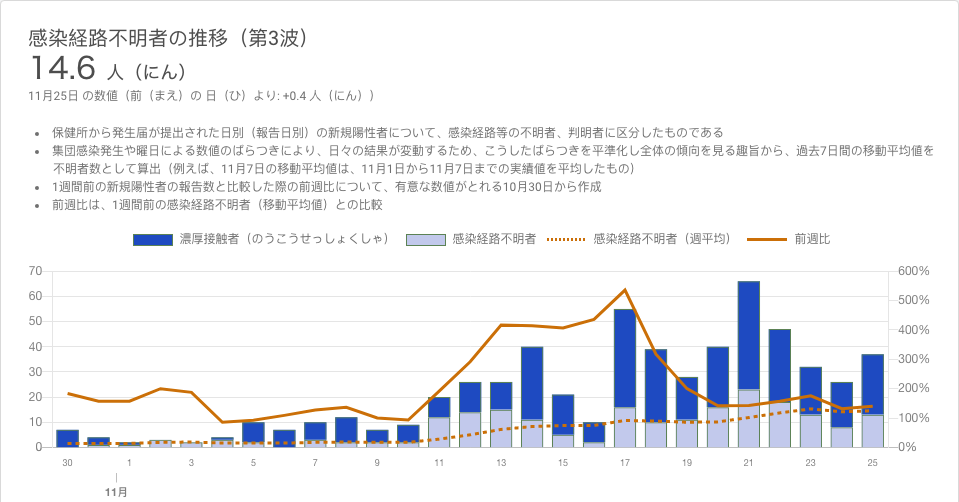 感染経路不明者の推移（第3波）
14.6 人（にん）
11月25日 の数値（前（まえ）の 日（ひ）より: +0.4 人（にん））
• 保健所から発生届が提出された日別（報告日別）の新規陽性者について、感染経路等の不明者、判明者に区分したものである
• 集団感染発生や曜日による数値のばらつきにより、日々の結果が変動するため、こうしたばらつきを平準化し全体の傾向を見る趣旨から、過去7日間の移動平均値を
不明者数として算出（例えば、11月7日の移動平均値は、11月1日から11月7日までの実績値を平均したもの）
• 1週間前の新規陽性者の報告数と比較した際の前週比について、有意な数値がとれる10月30日から作成
• 前週比は、1週間前の感染経路不明者（移動平均値）との比較
濃厚接触者（のうこうせっしょくしゃ） 感染経路不明者 感染経路不明者（週平均） 前週比
70 600%
60 500%
50 400%
40 300%
30 200%
20 100%
10 0%
0
30 1 3 5 7 9 11 13 15 17 19 21 23 25
11月